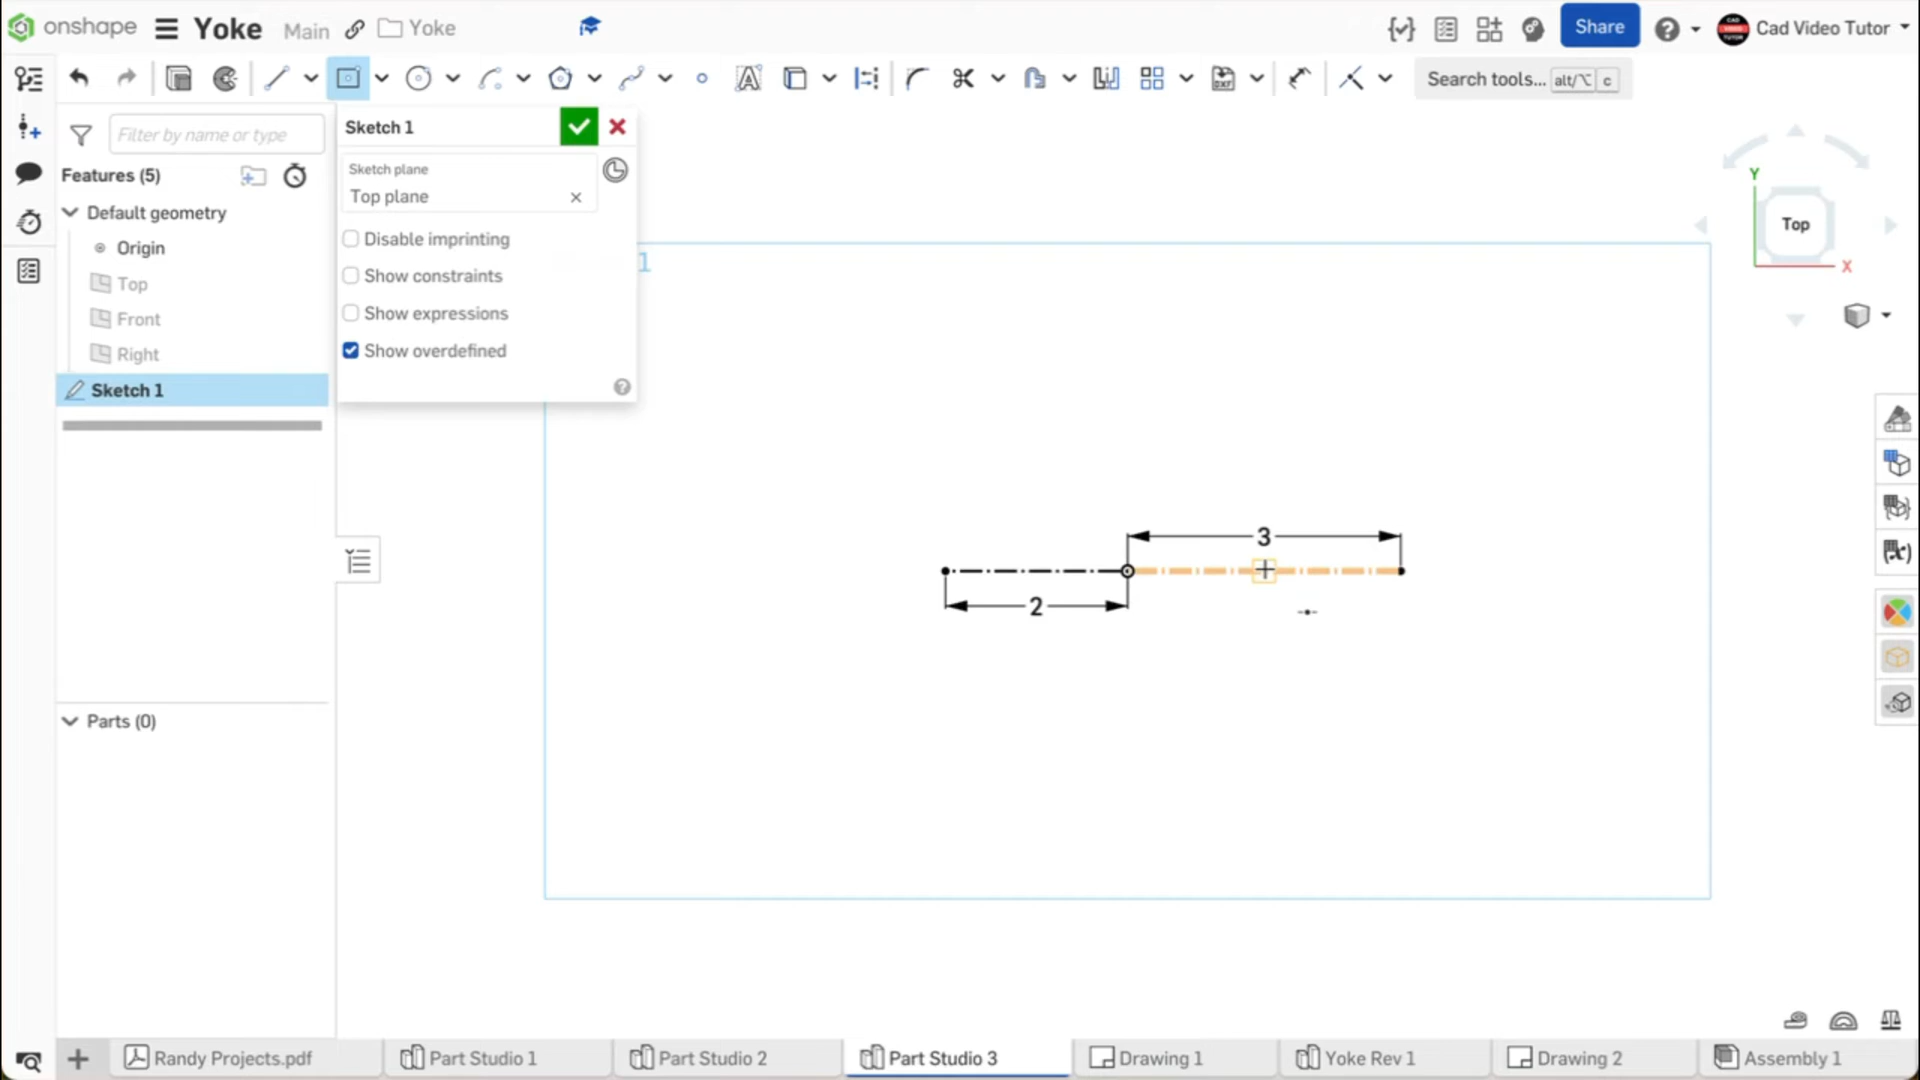 onshape Yoke Main Yoke Share Cad Video Tutor
Search tools... alt/⌥ c
Filter by name or type
Features (5)
Default geometry
Origin
Top
Front
Right
Sketch 1
Parts (0)
Sketch 1
Sketch plane
Top plane
Disable imprinting
Show constraints
Show expressions
Show overdefined
1
3
2
Y
Top
X
Randy Projects.pdf Part Studio 1 Part Studio 2 Part Studio 3 Drawing 1 Yoke Rev 1 Drawing 2 Assembly 1